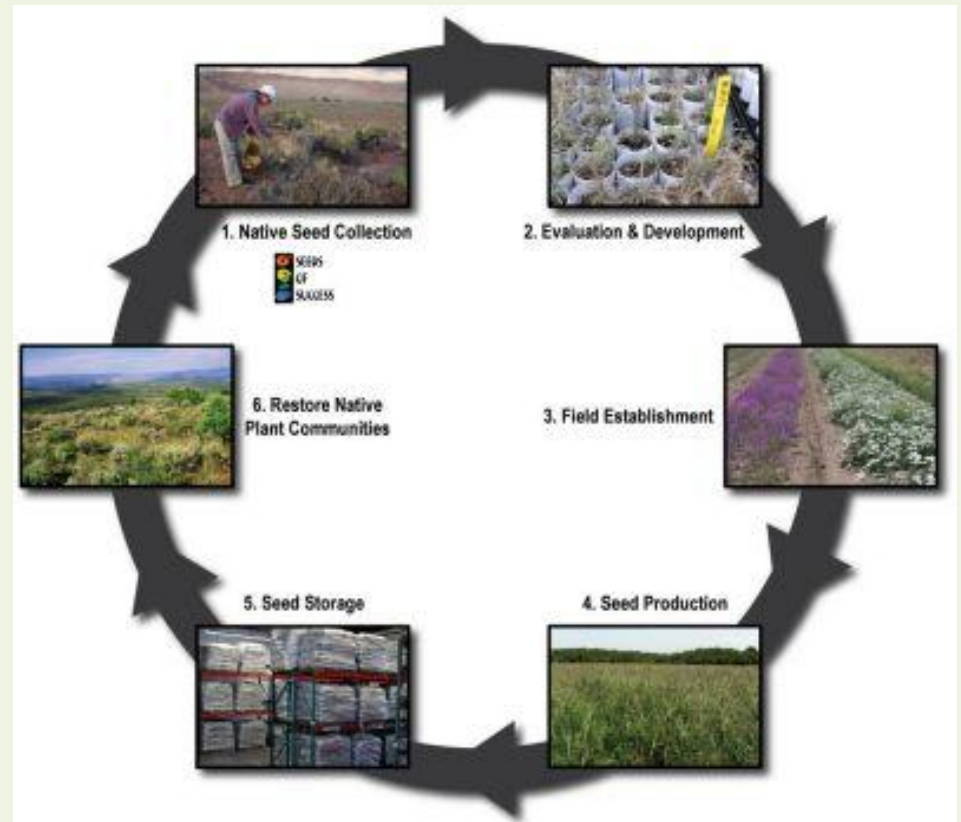 1. Native Seed Collection
SEEDS
OF
SUCCESS
2. Evaluation & Development
3. Field Establishment
4. Seed Production
5. Seed Storage
6. Restore Native
Plant Communities